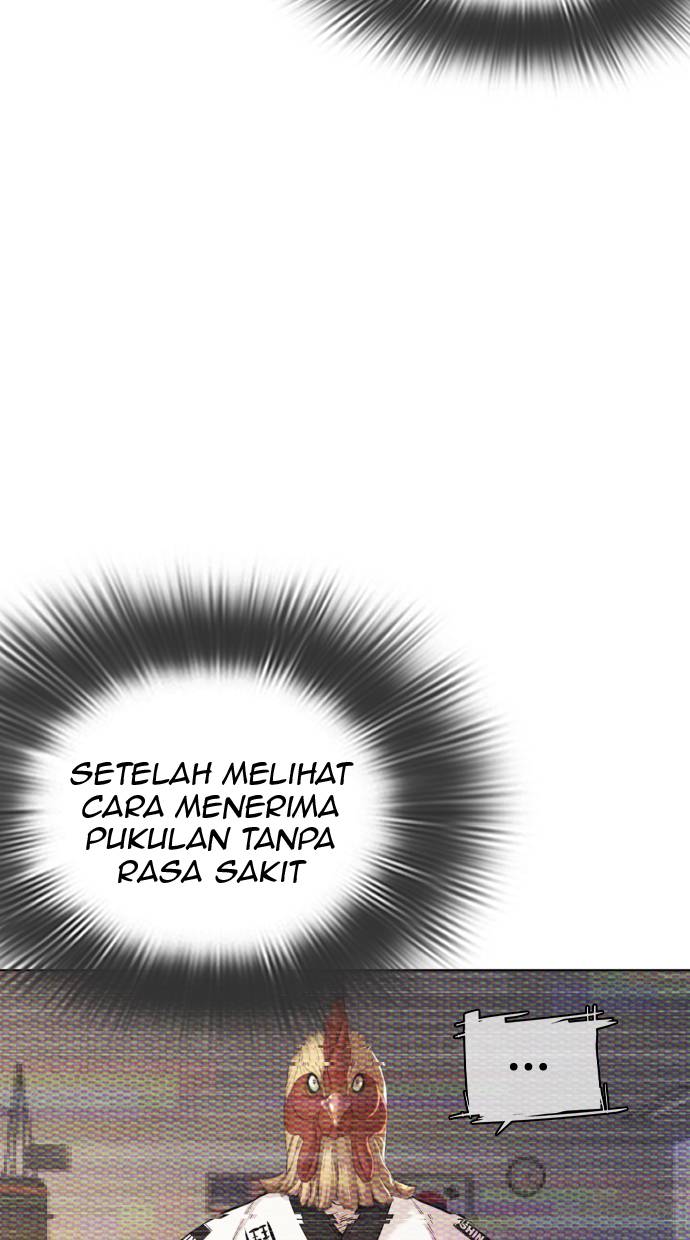 SETELAH MELIHAT
CARA MENERIMA
PUKULAN TANPA
RASA SAKIT
...